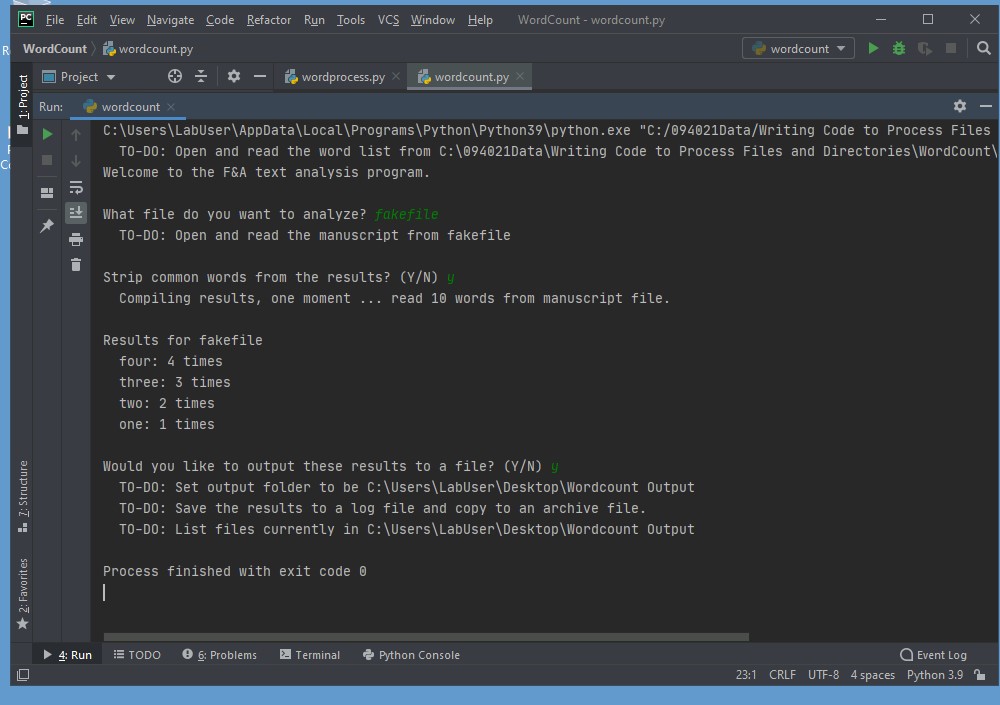 PC File Edit View Navigate Code Refactor Run Tools VCS Window Help WordCount - wordcount.py
WordCount wordcount.py wordcount
1: Project
Project wordprocess.py wordcount.py
Run: wordcount
C:\Users\LabUser\AppData\Local\Programs\Python\Python39\python.exe "C:/094021Data/Writing Code to Process Files
TO-DO: Open and read the word list from C:\094021Data\Writing Code to Process Files and Directories\WordCount\
Welcome to the F&A text analysis program.
What file do you want to analyze? fakefile
TO-DO: Open and read the manuscript from fakefile
Strip common words from the results? (Y/N) y
Compiling results, one moment ... read 10 words from manuscript file.
Results for fakefile
four: 4 times
three: 3 times
two: 2 times
one: 1 times
Would you like to output these results to a file? (Y/N) y
TO-DO: Set output folder to be C:\Users\LabUser\Desktop\Wordcount Output
TO-DO: Save the results to a log file and copy to an archive file.
TO-DO: List files currently in C:\Users\LabUser\Desktop\Wordcount Output
Process finished with exit code 0
7: Structure
2: Favorites
4: Run TODO 6: Problems Terminal Python Console Event Log
23:1 CRLF UTF-8 4 spaces Python 3.9